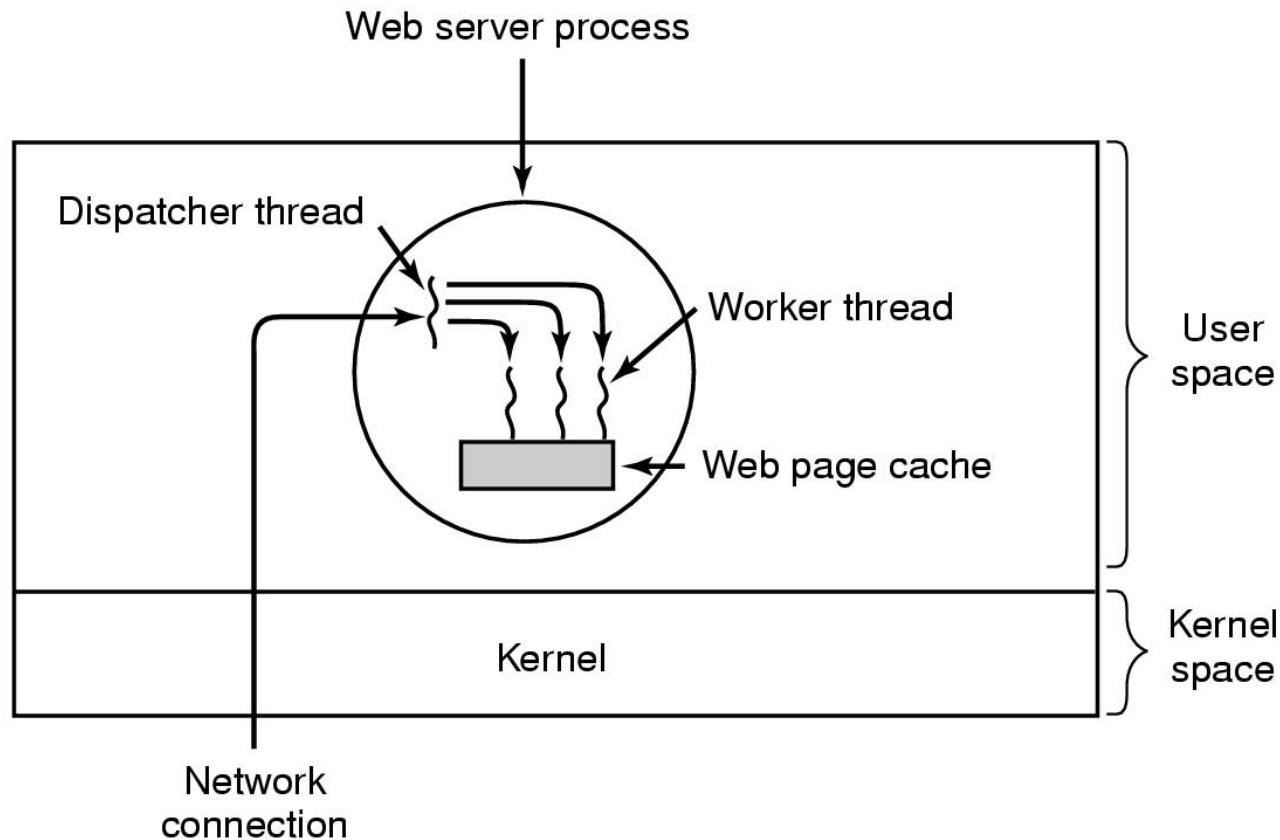 Web server process
Dispatcher thread
Worker thread
User
space
Web page cache
Kernel
Kernel
space
Network
connection